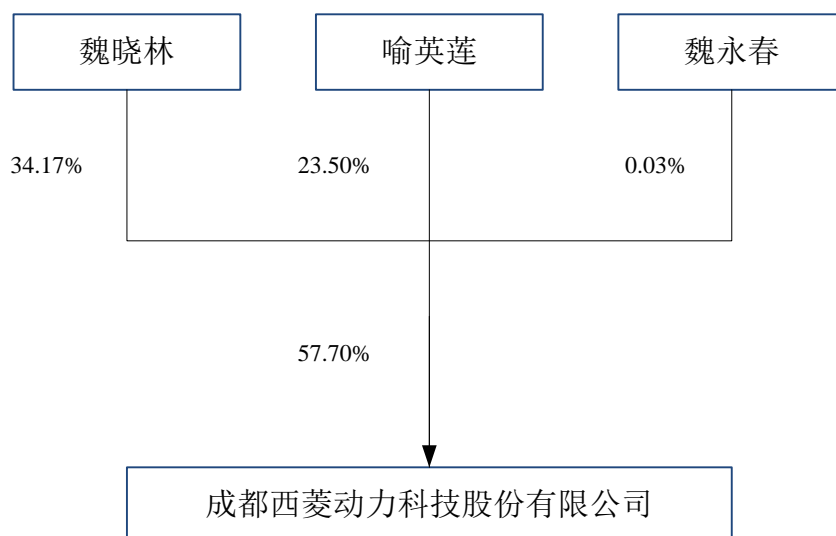 魏晓林
喻英莲
魏永春
34.17%
23.50%
0.03%
57.70%
成都西菱动力科技股份有限公司